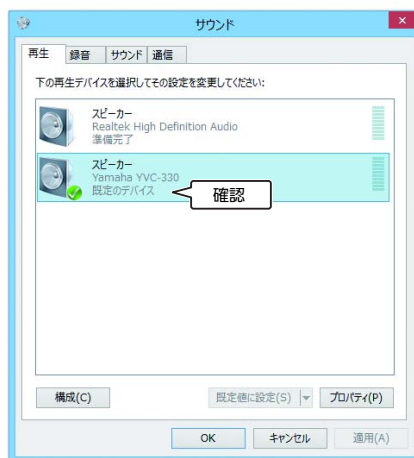 サウンド
再生 録音 サウンド 通信
下の再生デバイスを選択してその設定を変更してください:
スピーカー
Realtek High Definition Audio
準備完了
スピーカー
Yamaha YVC-330
既定のデバイス
確認
構成(C) 既定値に設定(S) プロパティ(P)
OK キャンセル 適用(A)